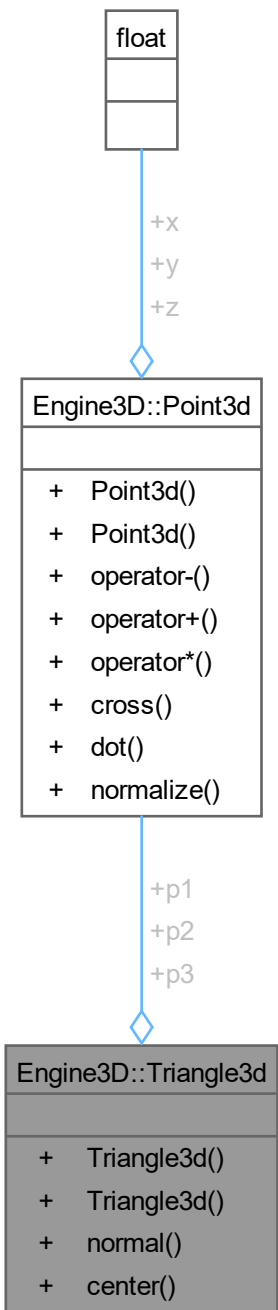 float
+x
+y
+z
Engine3D::Point3d
+ Point3d()
+ Point3d()
+ operator-()
+ operator+()
+ operator*()
+ cross()
+ dot()
+ normalize()
+p1
+p2
+p3
Engine3D::Triangle3d
+ Triangle3d()
+ Triangle3d()
+ normal()
+ center()